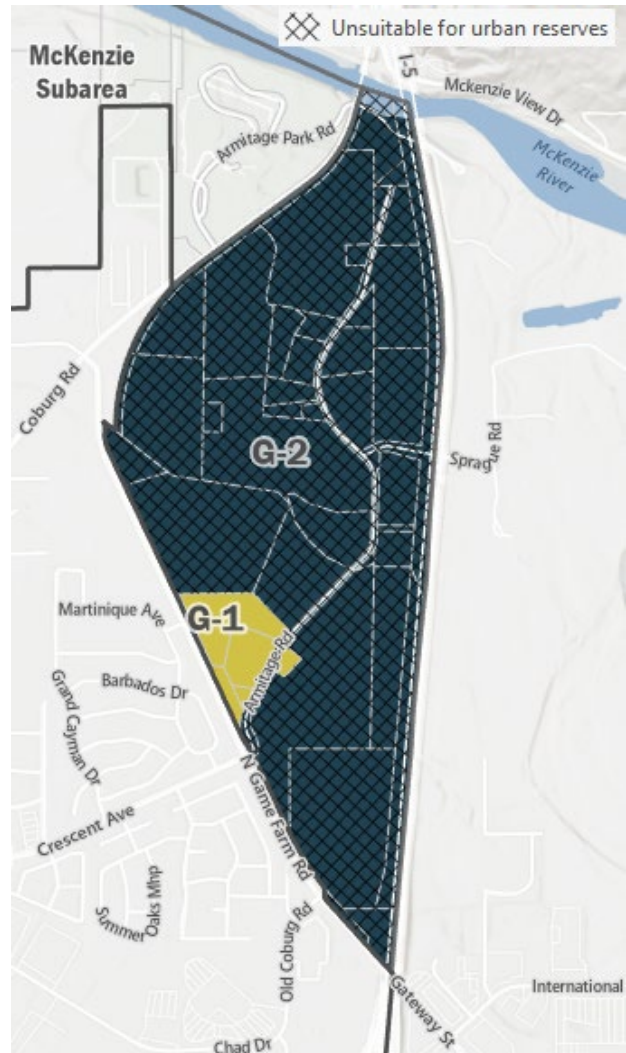 Unsuitable for urban reserves
McKenzie
Subarea
I-5
Mckenzie View Dr
Armitage Park Rd
McKenzie
River
Coburg Rd
G-2
Sprague Rd
Martinique Ave
G-1
Armitage Rd
Barbados Dr
Grand Cayman Dr
N Game Farm Rd
Crescent Ave
Summer
Oaks Mhp
Old Coburg Rd
Gateway St
International
Chad Dr